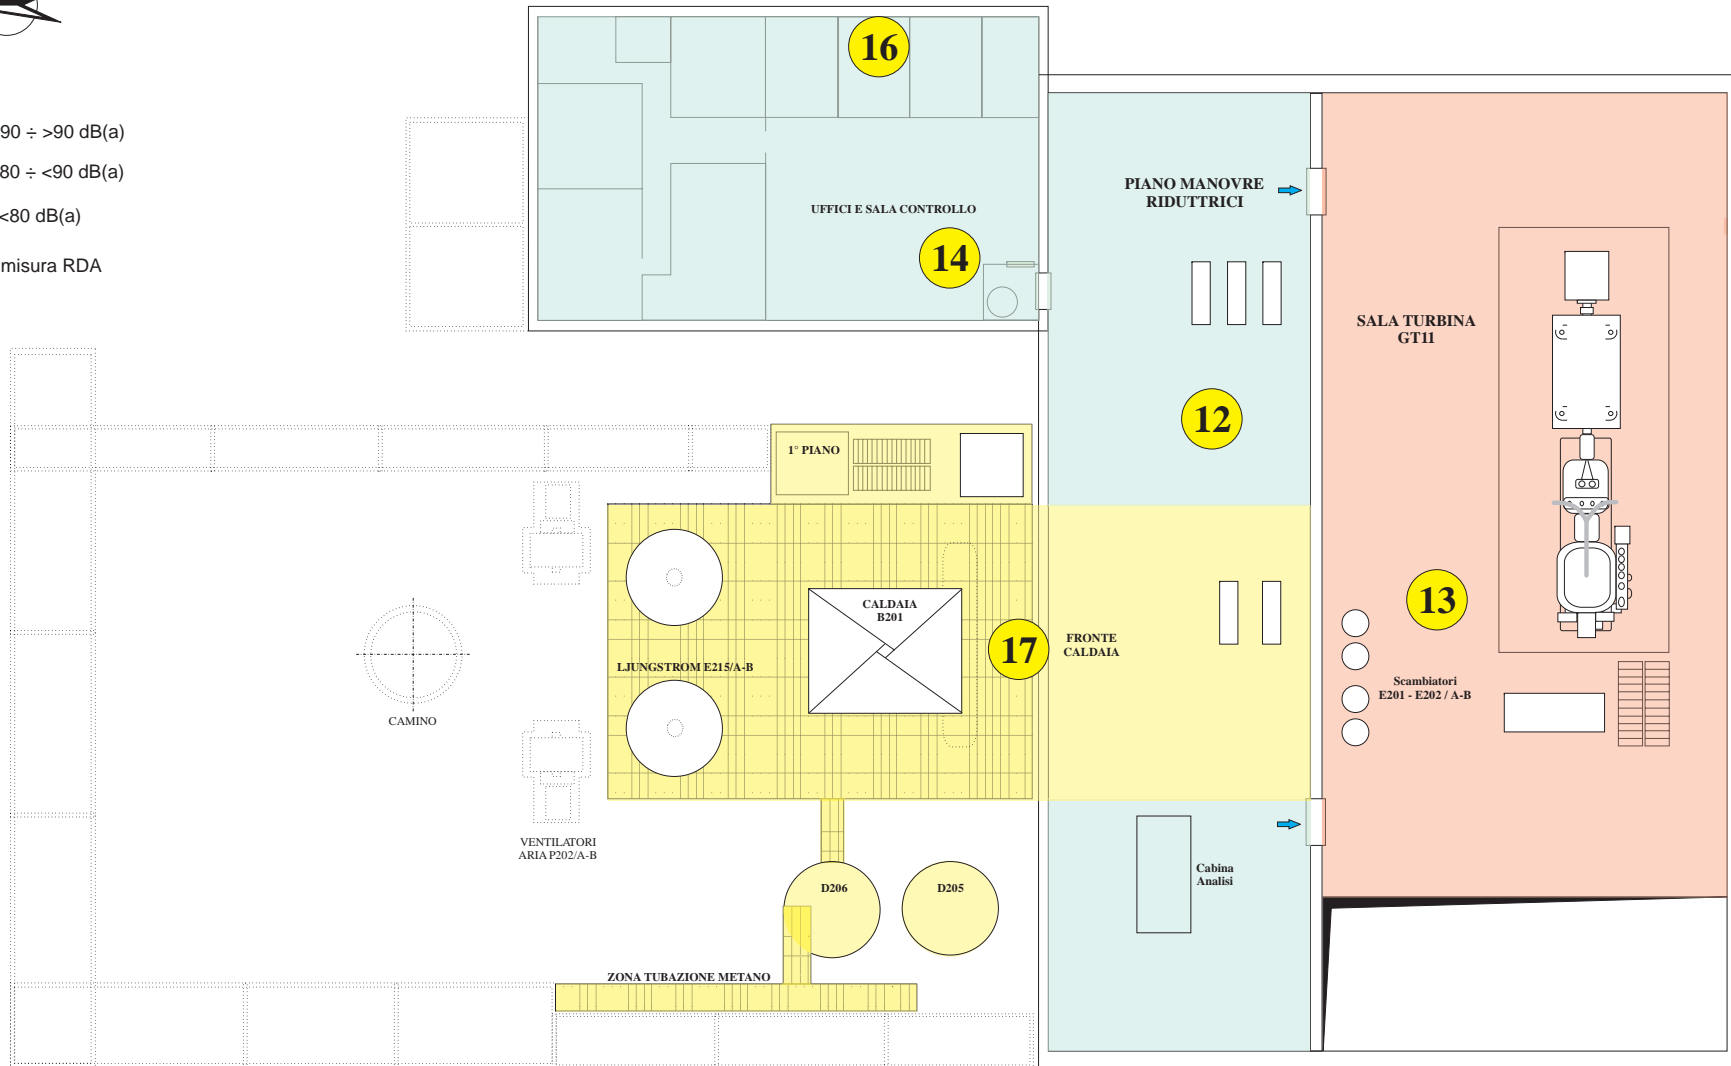 90 ÷ >90 dB(a)
80 ÷ <90 dB(a)
<80 dB(a)
misura RDA
16
UFFICI E SALA CONTROLLO
14
PIANO MANOVRE
RIDUTTRICI
SALA TURBINA
GT11
12
1° PIANO
CALDAIA
B201
LJUNGSTROM E215/A-B
17
FRONTE
CALDAIA
13
Scambiatori
E201 - E202 / A-B
CAMINO
VENTILATORI
ARIA P202/A-B
D206
D205
Cabina
Analisi
ZONA TUBAZIONE METANO